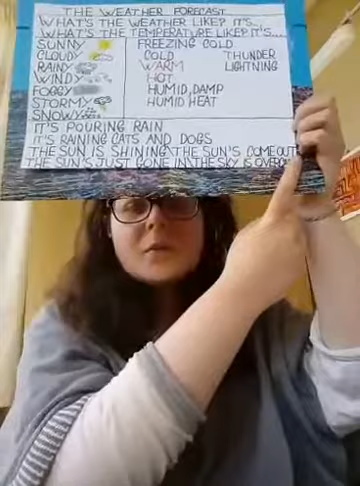 THE WEATHER FORECAST
WHAT'S THE WEATHER LIKE? IT'S...
WHAT'S THE TEMPERATURE LIKE? IT'S...
SUNNY
CLOUDY
RAINY
WINDY
FOGGY
STORMY
SNOWY
FREEZING COLD
COLD
WARM
HOT
HUMID, DAMP
HUMID HEAT
THUNDER
LIGHTNING
IT'S POURING RAIN
IT'S RAINING CATS AND DOGS
THE SUN IS SHINING THE SUN'S COME OUT
THE SUN'S JUST GONE IN THE SKY IS